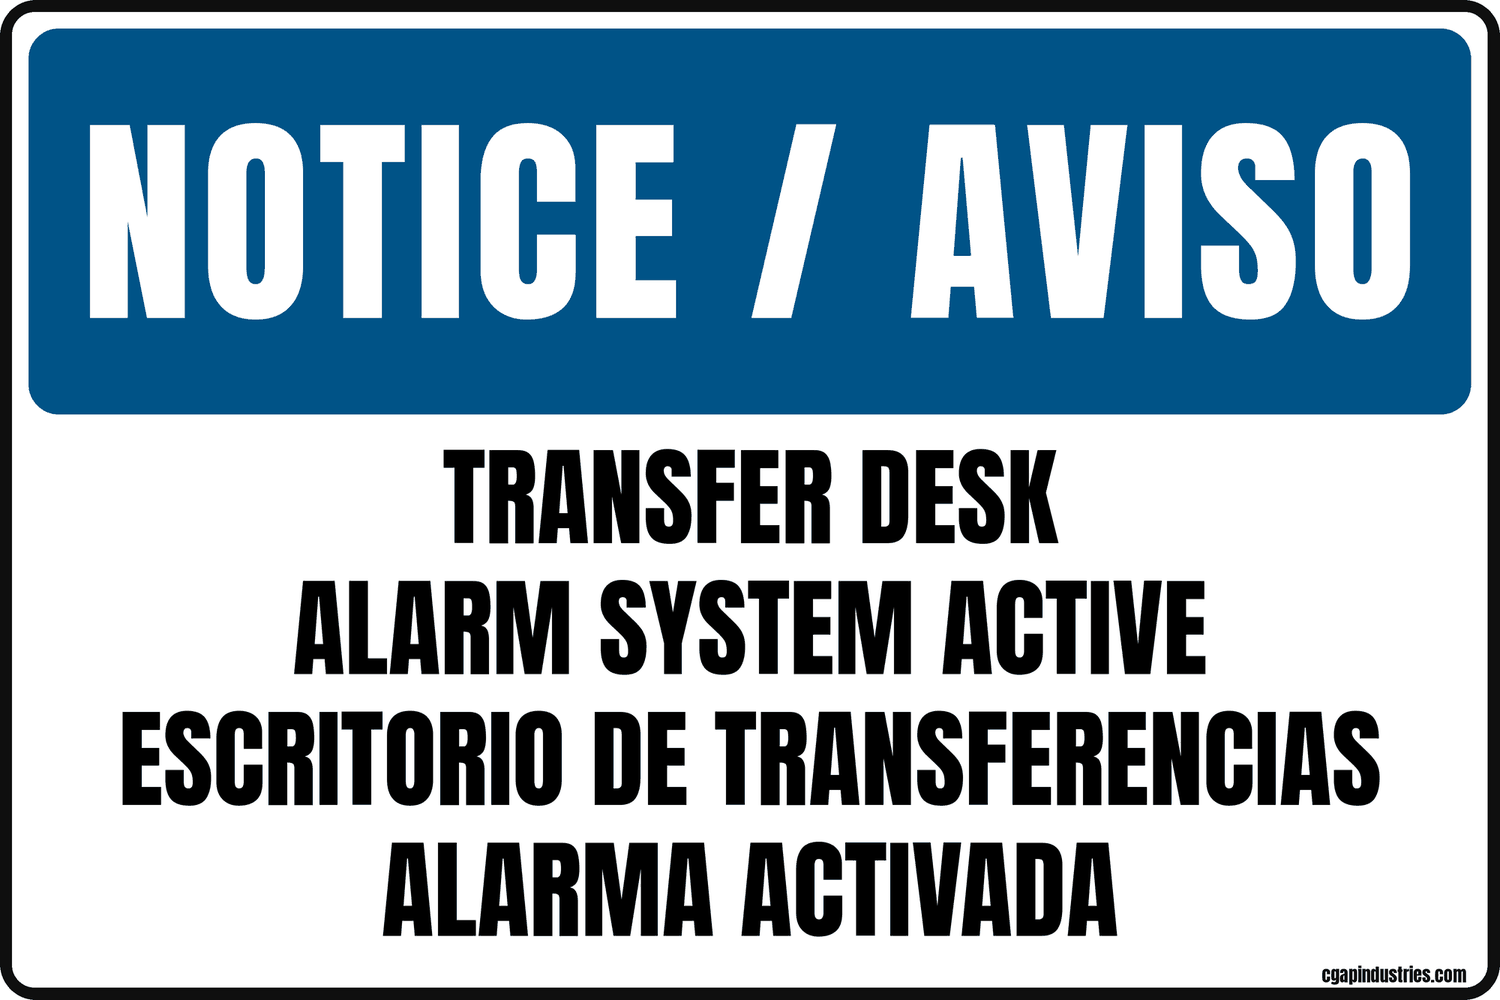 NOTICE / AVISO
TRANSFER DESK
ALARM SYSTEM ACTIVE
ESCRITORIO DE TRANSFERENCIAS
ALARMA ACTIVADA
cgapindustries.com